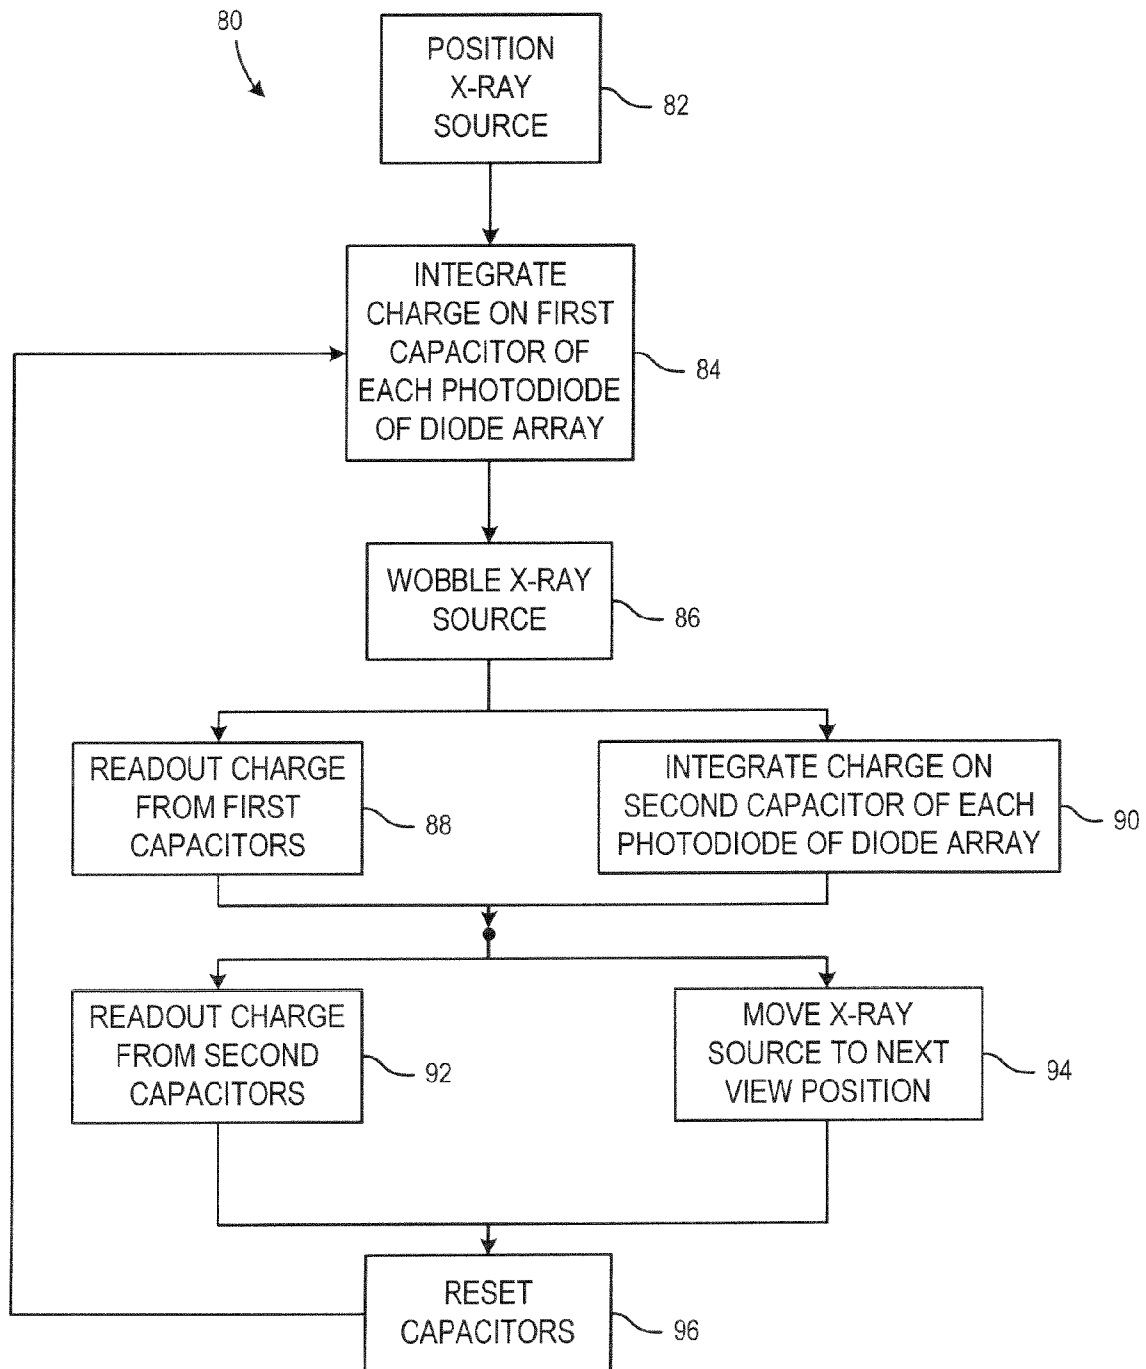 80
POSITION
X-RAY
SOURCE
82
INTEGRATE
CHARGE ON FIRST
CAPACITOR OF
EACH PHOTODIODE
OF DIODE ARRAY
84
WOBBLE X-RAY
SOURCE
86
READOUT CHARGE
FROM FIRST
CAPACITORS
88
INTEGRATE CHARGE ON
SECOND CAPACITOR OF EACH
PHOTODIODE OF DIODE ARRAY
90
READOUT CHARGE
FROM SECOND
CAPACITORS
92
MOVE X-RAY
SOURCE TO NEXT
VIEW POSITION
94
RESET
CAPACITORS
96